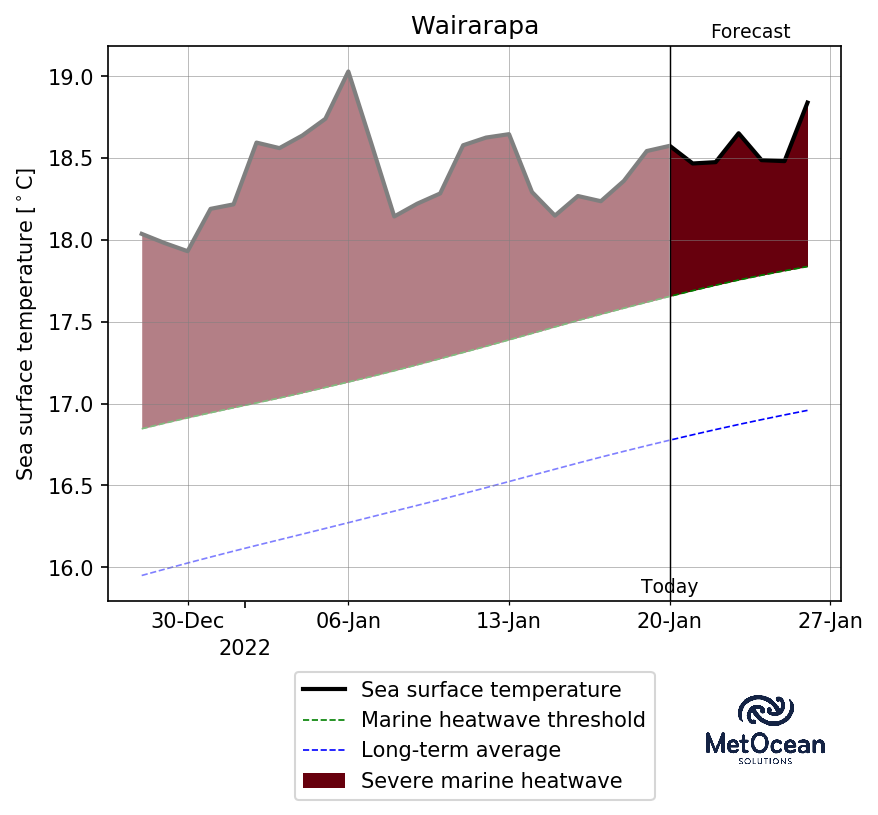 Wairarapa
Forecast
Sea surface temperature [°C]
19.0
18.5
18.0
17.5
17.0
16.5
16.0
Today
30-Dec 06-Jan 13-Jan 20-Jan 27-Jan
2022
Sea surface temperature
Marine heatwave threshold
Long-term average
Severe marine heatwave
MetOcean
SOLUTIONS